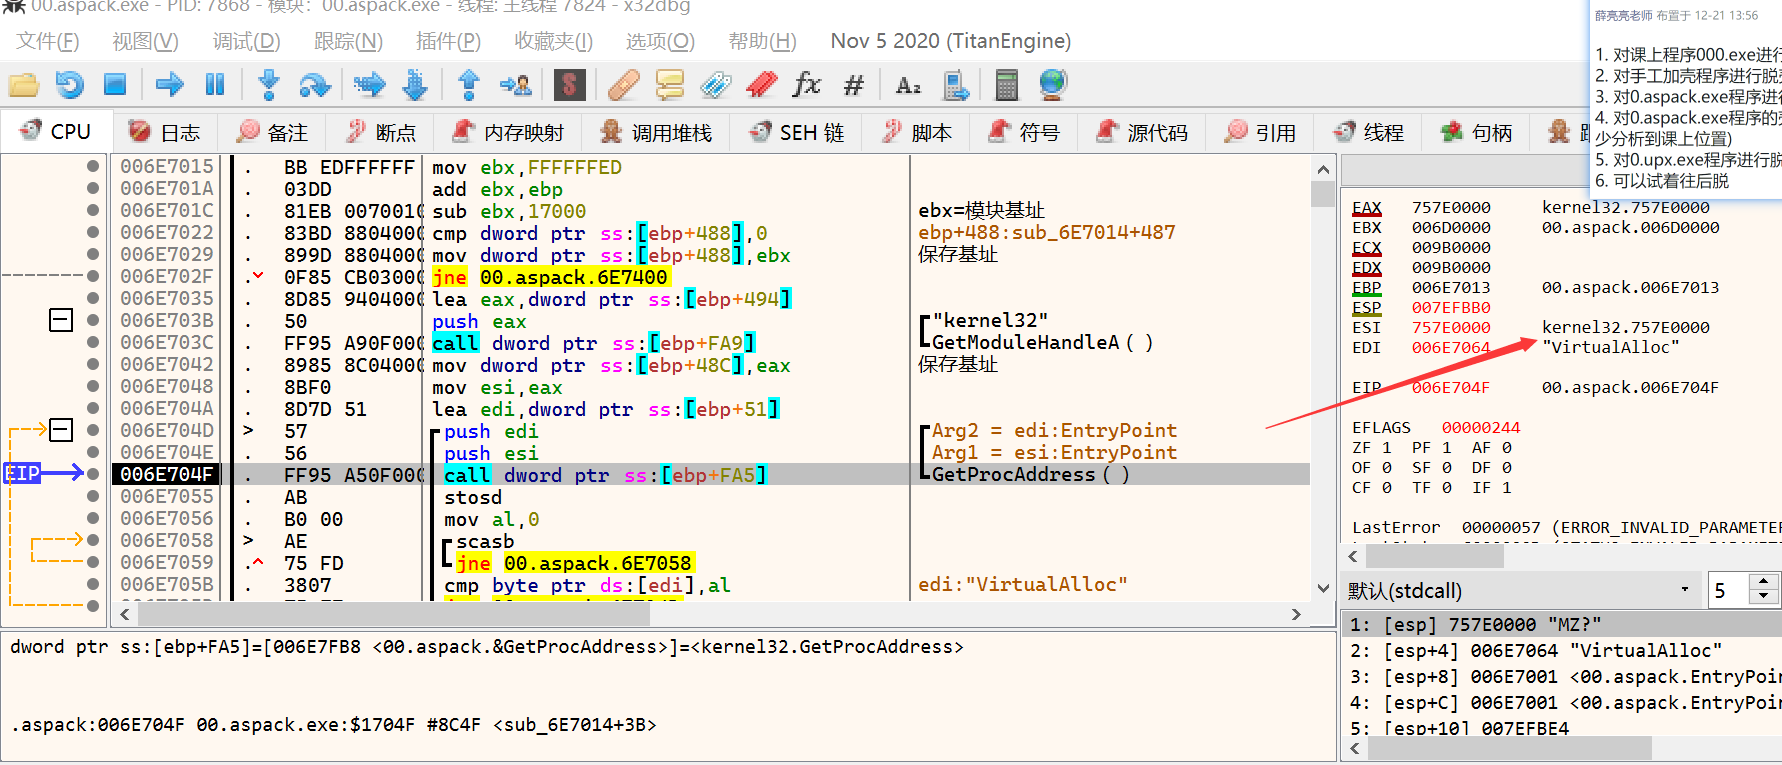 00.aspack.exe - PID: 7868 - 模块: 00.aspack.exe - 线程: 主线程 7824 - x32dbg
文件(F) 视图(V) 调试(D) 跟踪(N) 插件(P) 收藏夹(I) 选项(O) 帮助(H) Nov 5 2020 (TitanEngine)
薛亮亮老师 布置于 12-21 13:56
1. 对课上程序000.exe进行
2. 对手工加壳程序进行脱
3. 对0.aspack.exe程序进
4. 对0.aspack.exe程序的
少分析到课上位置)
5. 对0.upx.exe程序进行脱
6. 可以试着往后脱
CPU 日志 备注 断点 内存映射 调用堆栈 SEH 链 脚本 符号 源代码 引用 线程 句柄
006E7015 . BB EDFFFFFF mov ebx,FFFFFFED
006E701A . 03DD add ebx,ebp
006E701C . 81EB 0070010 sub ebx,17000 ebx=模块基址
006E7022 . 83BD 8804000 cmp dword ptr ss:[ebp+488],0 ebp+488:sub_6E7014+487
006E7029 . 899D 8804000 mov dword ptr ss:[ebp+488],ebx 保存基址
006E702F . 0F85 CB03000 jne 00.aspack.6E7400
006E7035 . 8D85 9404000 lea eax,dword ptr ss:[ebp+494]
006E703B . 50 push eax "kernel32"
006E703C . FF95 A90F000 call dword ptr ss:[ebp+FA9] GetModuleHandleA ( )
006E7042 . 8985 8C04000 mov dword ptr ss:[ebp+48C],eax 保存基址
006E7048 . 8BF0 mov esi,eax
006E704A . 8D7D 51 lea edi,dword ptr ss:[ebp+51]
006E704D > 57 push edi Arg2 = edi:EntryPoint
006E704E . 56 push esi Arg1 = esi:EntryPoint
EIP 006E704F . FF95 A50F000 call dword ptr ss:[ebp+FA5] GetProcAddress ( )
006E7055 . AB stosd
006E7056 . B0 00 mov al,0
006E7058 > AE scasb
006E7059 . 75 FD jne 00.aspack.6E7058
006E705B . 3807 cmp byte ptr ds:[edi],al edi:"VirtualAlloc"
EAX 757E0000 kernel32.757E0000
EBX 006D0000 00.aspack.006D0000
ECX 009B0000
EDX 009B0000
EBP 006E7013 00.aspack.006E7013
ESP 007EFBB0
ESI 757E0000 kernel32.757E0000
EDI 006E7064 "VirtualAlloc"
EIP 006E704F 00.aspack.006E704F
EFLAGS 00000244
ZF 1 PF 1 AF 0
OF 0 SF 0 DF 0
CF 0 TF 0 IF 1
LastError 00000057 (ERROR_INVALID_PARAMETER
默认(stdcall) 5
1: [esp] 757E0000 "MZ?"
2: [esp+4] 006E7064 "VirtualAlloc"
3: [esp+8] 006E7001 <00.aspack.EntryPoi
4: [esp+C] 006E7001 <00.aspack.EntryPoi
5: [esp+10] 007EFBE4
dword ptr ss:[ebp+FA5]=[006E7FB8 <00.aspack.&GetProcAddress>]=<kernel32.GetProcAddress>
.aspack:006E704F 00.aspack.exe:$1704F #8C4F <sub_6E7014+3B>